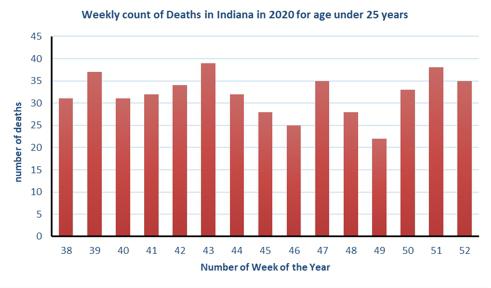 Weekly count of Deaths in Indiana in 2020 for age under 25 years
number of deaths
45
40
35
30
25
20
15
10
5
0
38 39 40 41 42 43 44 45 46 47 48 49 50 51 52
Number of Week of the Year